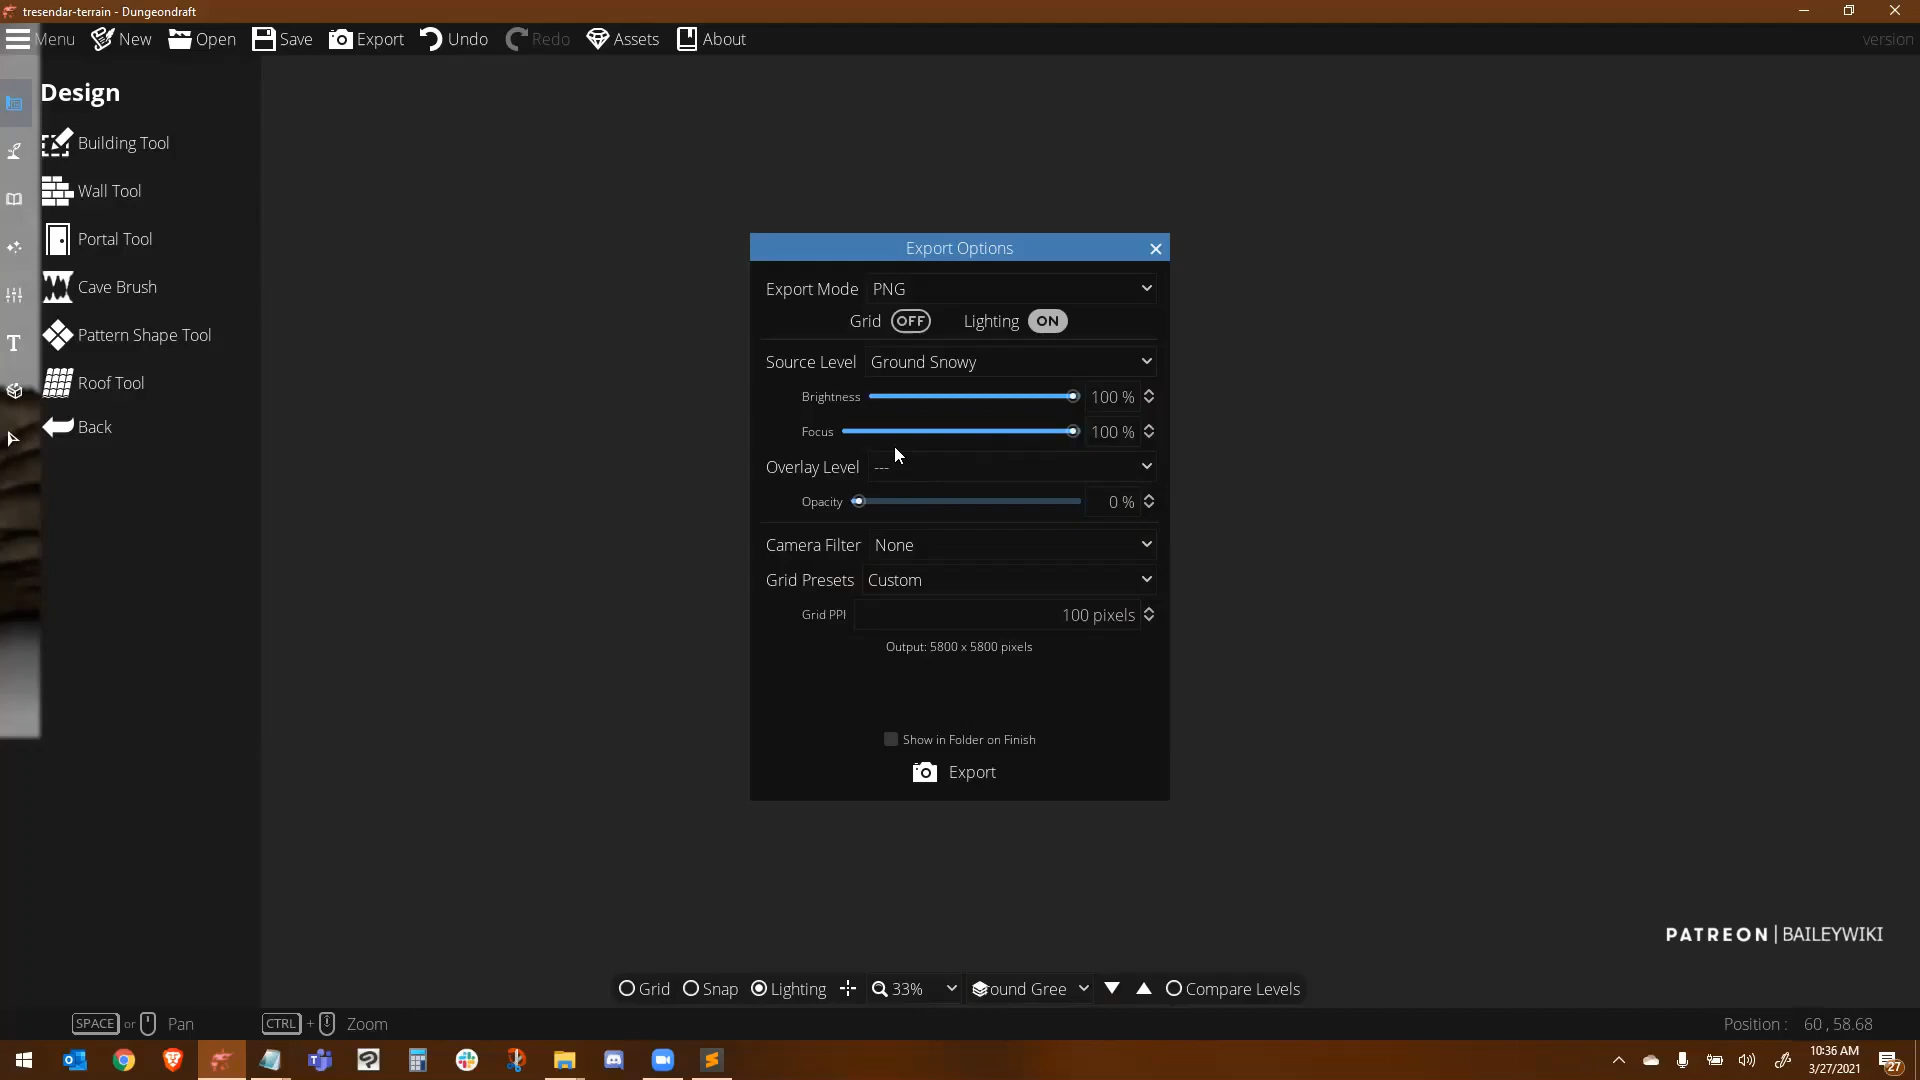 tresendar-terrain - Dungeondraft
Menu New Open Save Export Undo Redo Assets About version
Design
Building Tool
Wall Tool
Portal Tool
Cave Brush
Pattern Shape Tool
Roof Tool
Back
Export Options
Export Mode PNG
Grid OFF Lighting ON
Source Level Ground Snowy
Brightness 100 %
Focus 100 %
Overlay Level ---
Opacity 0 %
Camera Filter None
Grid Presets Custom
Grid PPI 100 pixels
Output: 5800 x 5800 pixels
Show in Folder on Finish
Export
PATREON | BAILEYWIKI
Grid Snap Lighting 33% round Gree Compare Levels
SPACE or Pan CTRL + Zoom Position : 60 , 58.68
10:36 AM
3/27/2021
27